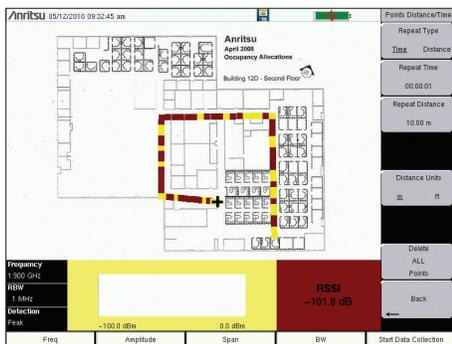 Anritsu 05/12/2010 09:32:45 am
Points Distance/Time
Repeat Type
Time Distance
Repeat Time
00:00:01
Repeat Distance
10.00 m
Distance Units
m ft
Delete
ALL
Points
Back
Anritsu
April 2008
Occupancy Allocations
Building 12D - Second Floor
Frequency
1.900 GHz
RBW
1 MHz
Detection
Peak
-100.0 dBm 0.0 dBm
RSSI
-101.8 dB
Freq Amplitude Span BW Start Data Collection